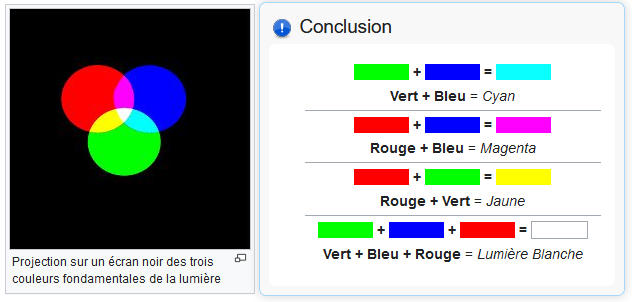 Projection sur un écran noir des trois
couleurs fondamentales de la lumière
Conclusion
+ =
Vert + Bleu = Cyan
+ =
Rouge + Bleu = Magenta
+ =
Rouge + Vert = Jaune
+ + =
Vert + Bleu + Rouge = Lumière Blanche